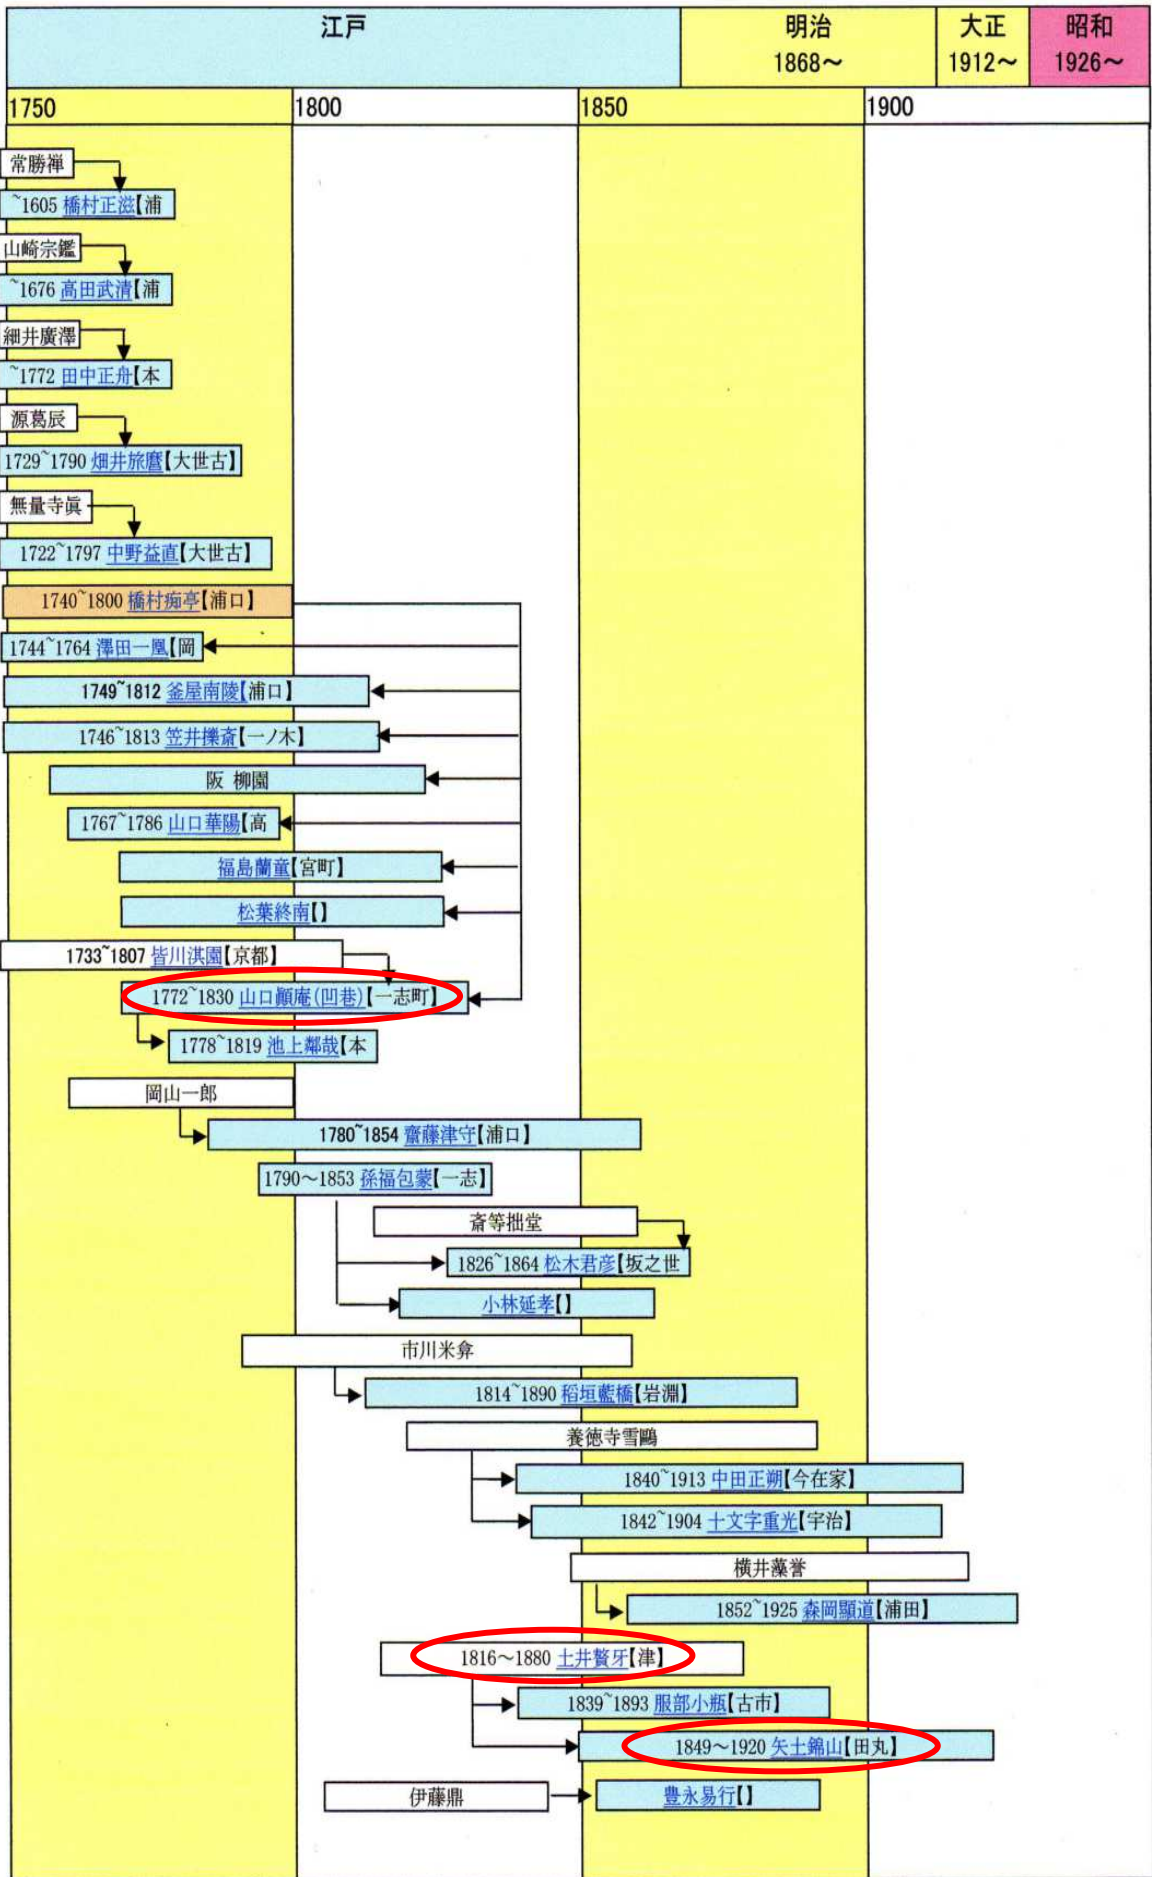 江戸
明治
1868～
大正
1912～
昭和
1926～
1750
1800
1850
1900
常勝禅
~1605 橋村正滋【浦
山崎宗鑑
~1676 高田武清【浦
細井廣澤
~1772 田中正舟【本
源葛辰
1729~1790 畑井旅麿【大世古】
無量寺眞
1722~1797 中野益直【大世古】
1740~1800 橋村痴亭【浦口】
1744~1764 澤田一凰【岡
1749~1812 釜屋南陵【浦口】
1746~1813 笠井擽斎【一ノ木】
阪 柳園
1767~1786 山口華陽【高
福島蘭童【宮町】
松葉終南【】
1733~1807 皆川淇園【京都】
1772~1830 山口顚庵(凹巷)【一志町】
1778~1819 池上鄰哉【本
岡山一郎
1780~1854 齋藤津守【浦口】
1790～1853 孫福包蒙【一志】
斎等拙堂
1826~1864 松木君彦【坂之世
小林延孝【】
市川米弇
1814~1890 稻垣藍橋【岩淵】
養徳寺雪鷗
1840~1913 中田正朔【今在家】
1842~1904 十文字重光【宇治】
横井藻誉
1852~1925 森岡顯道【浦田】
1816～1880 土井贅牙【津】
1839~1893 服部小瓶【古市】
1849～1920 矢土錦山【田丸】
伊藤鼎
豊永易行【】